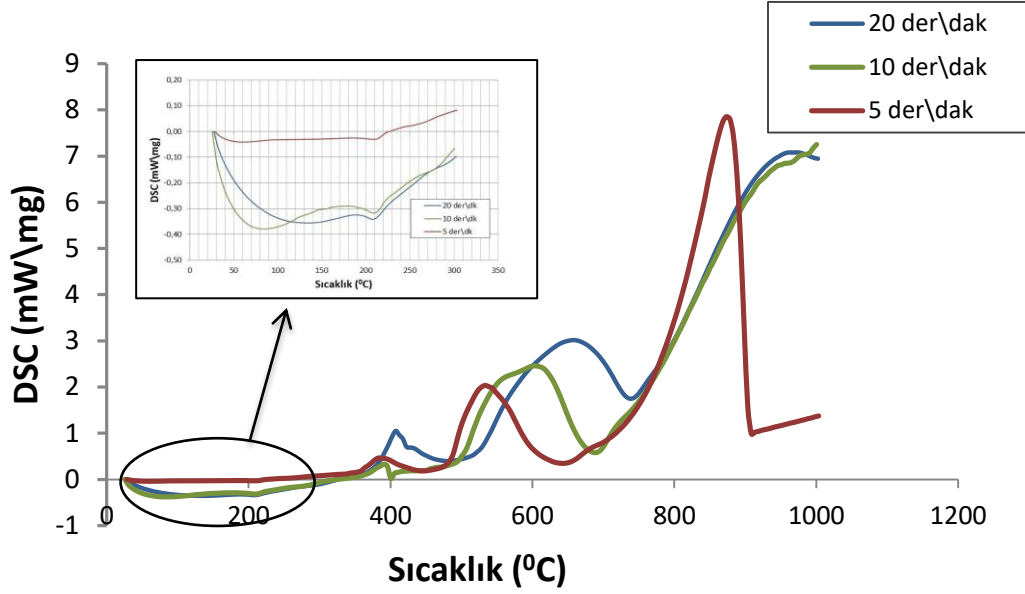 20 der\dak
10 der\dak
5 der\dak
9
8
7
6
5
4
3
2
1
0
-1
DSC (mW\mg)
0 200 400 600 800 1000 1200
Sıcaklık (⁰C)
0,20
0,10
0,00
-0,10
-0,20
-0,30
-0,40
-0,50
DSC (mW\mg)
0 50 100 150 200 250 300 350
Sıcaklık (⁰C)
20 der\dk
10 der\dk
5 der\dk